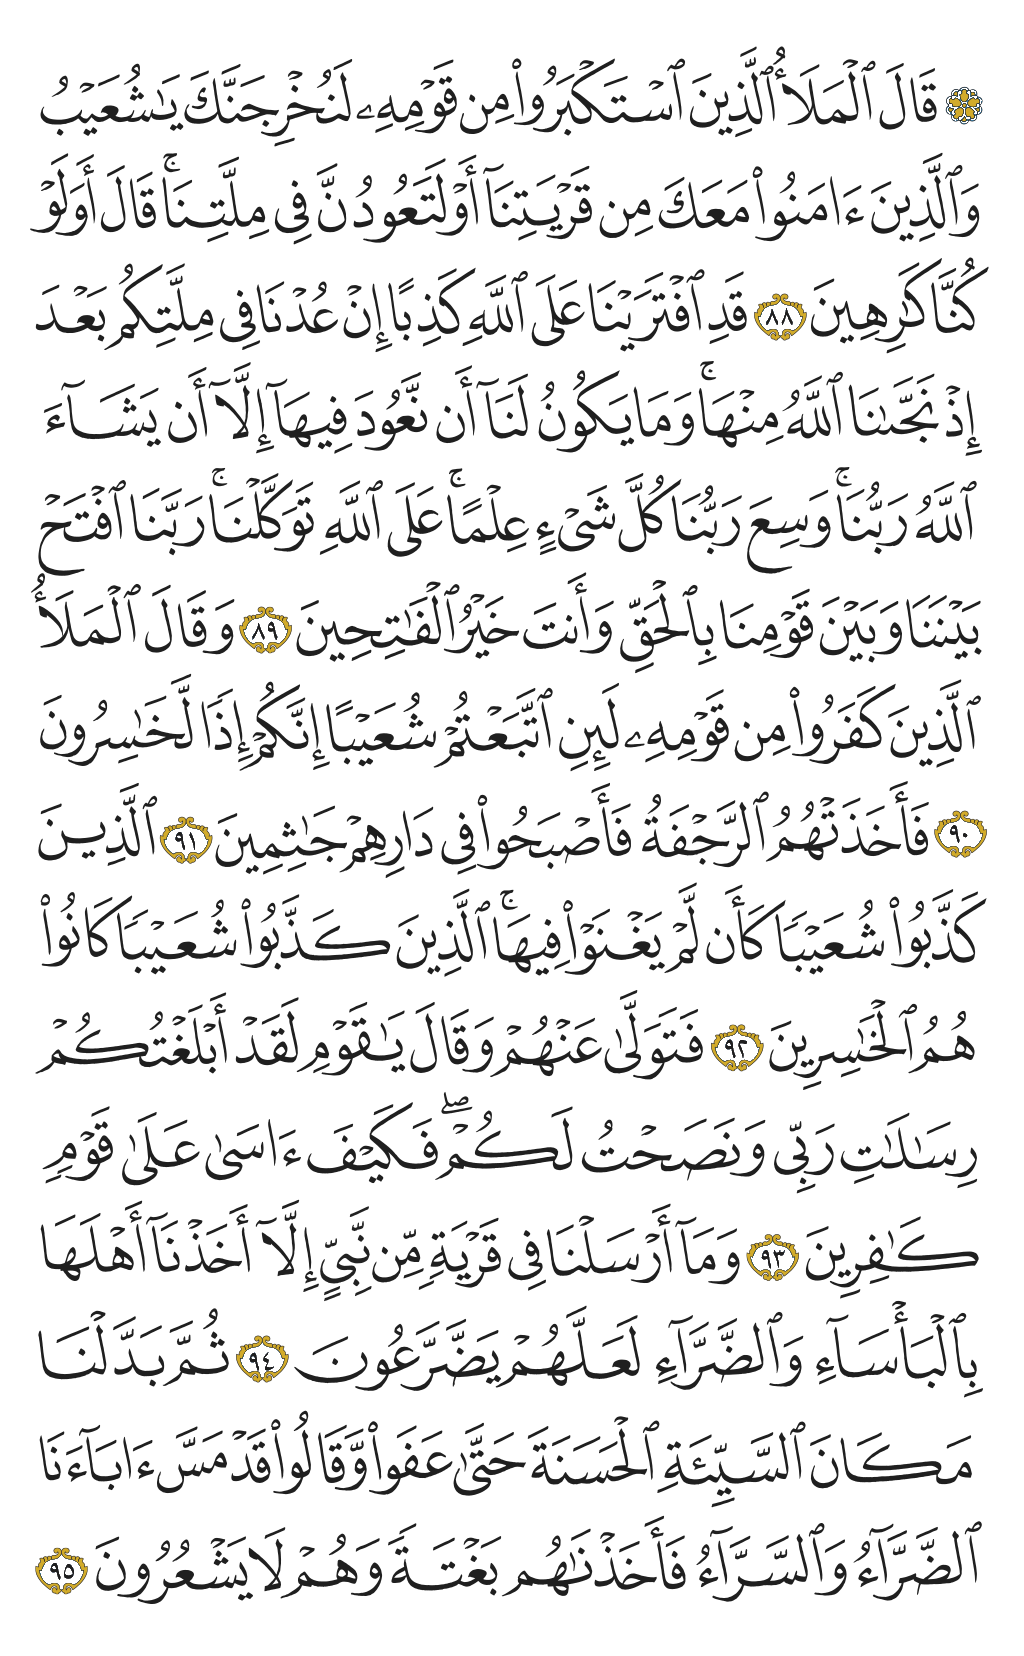 ۞ قَالَ ٱلْمَلَأُ ٱلَّذِينَ ٱسْتَكْبَرُوا۟ مِن قَوْمِهِۦ لَنُخْرِجَنَّكَ يَـٰشُعَيْبُ
وَٱلَّذِينَ ءَامَنُوا۟ مَعَكَ مِن قَرْيَتِنَآ أَوْ لَتَعُودُنَّ فِى مِلَّتِنَا ۚ قَالَ أَوَلَوْ
كُنَّا كَـٰرِهِينَ ٨٨ قَدِ ٱفْتَرَيْنَا عَلَى ٱللَّهِ كَذِبًا إِنْ عُدْنَا فِى مِلَّتِكُم بَعْدَ
إِذْ نَجَّىٰنَا ٱللَّهُ مِنْهَا ۚ وَمَا يَكُونُ لَنَآ أَن نَّعُودَ فِيهَآ إِلَّآ أَن يَشَآءَ
ٱللَّهُ رَبُّنَا ۚ وَسِعَ رَبُّنَا كُلَّ شَىْءٍ عِلْمًا ۚ عَلَى ٱللَّهِ تَوَكَّلْنَا ۚ رَبَّنَا ٱفْتَحْ
بَيْنَنَا وَبَيْنَ قَوْمِنَا بِٱلْحَقِّ وَأَنتَ خَيْرُ ٱلْفَـٰتِحِينَ ٨٩ وَقَالَ ٱلْمَلَأُ
ٱلَّذِينَ كَفَرُوا۟ مِن قَوْمِهِۦ لَئِنِ ٱتَّبَعْتُمْ شُعَيْبًا إِنَّكُمْ إِذًا لَّخَـٰسِرُونَ
٩٠ فَأَخَذَتْهُمُ ٱلرَّجْفَةُ فَأَصْبَحُوا۟ فِى دَارِهِمْ جَـٰثِمِينَ ٩١ ٱلَّذِينَ
كَذَّبُوا۟ شُعَيْبًا كَأَن لَّمْ يَغْنَوْا۟ فِيهَا ۚ ٱلَّذِينَ كَذَّبُوا۟ شُعَيْبًا كَانُوا۟
هُمُ ٱلْخَـٰسِرِينَ ٩٢ فَتَوَلَّىٰ عَنْهُمْ وَقَالَ يَـٰقَوْمِ لَقَدْ أَبْلَغْتُكُمْ
رِسَـٰلَـٰتِ رَبِّى وَنَصَحْتُ لَكُمْ ۖ فَكَيْفَ ءَاسَىٰ عَلَىٰ قَوْمٍ
كَـٰفِرِينَ ٩٣ وَمَآ أَرْسَلْنَا فِى قَرْيَةٍ مِّن نَّبِىٍّ إِلَّآ أَخَذْنَآ أَهْلَهَا
بِٱلْبَأْسَآءِ وَٱلضَّرَّآءِ لَعَلَّهُمْ يَضَّرَّعُونَ ٩٤ ثُمَّ بَدَّلْنَا
مَكَانَ ٱلسَّيِّئَةِ ٱلْحَسَنَةَ حَتَّىٰ عَفَوا۟ وَّقَالُوا۟ قَدْ مَسَّ ءَابَآءَنَا
ٱلضَّرَّآءُ وَٱلسَّرَّآءُ فَأَخَذْنَـٰهُم بَغْتَةً وَهُمْ لَا يَشْعُرُونَ ٩٥